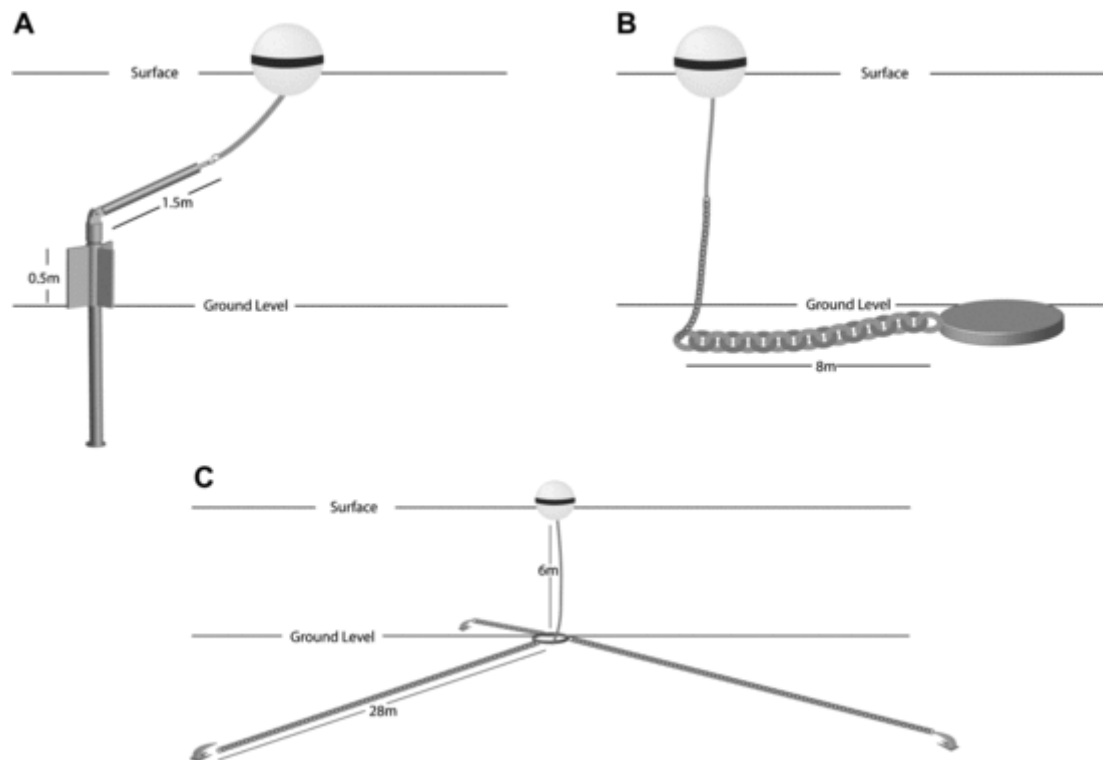 A
Surface
1.5m
0.5m
Ground Level
B
Surface
Ground Level
8m
C
Surface
6m
Ground Level
28m